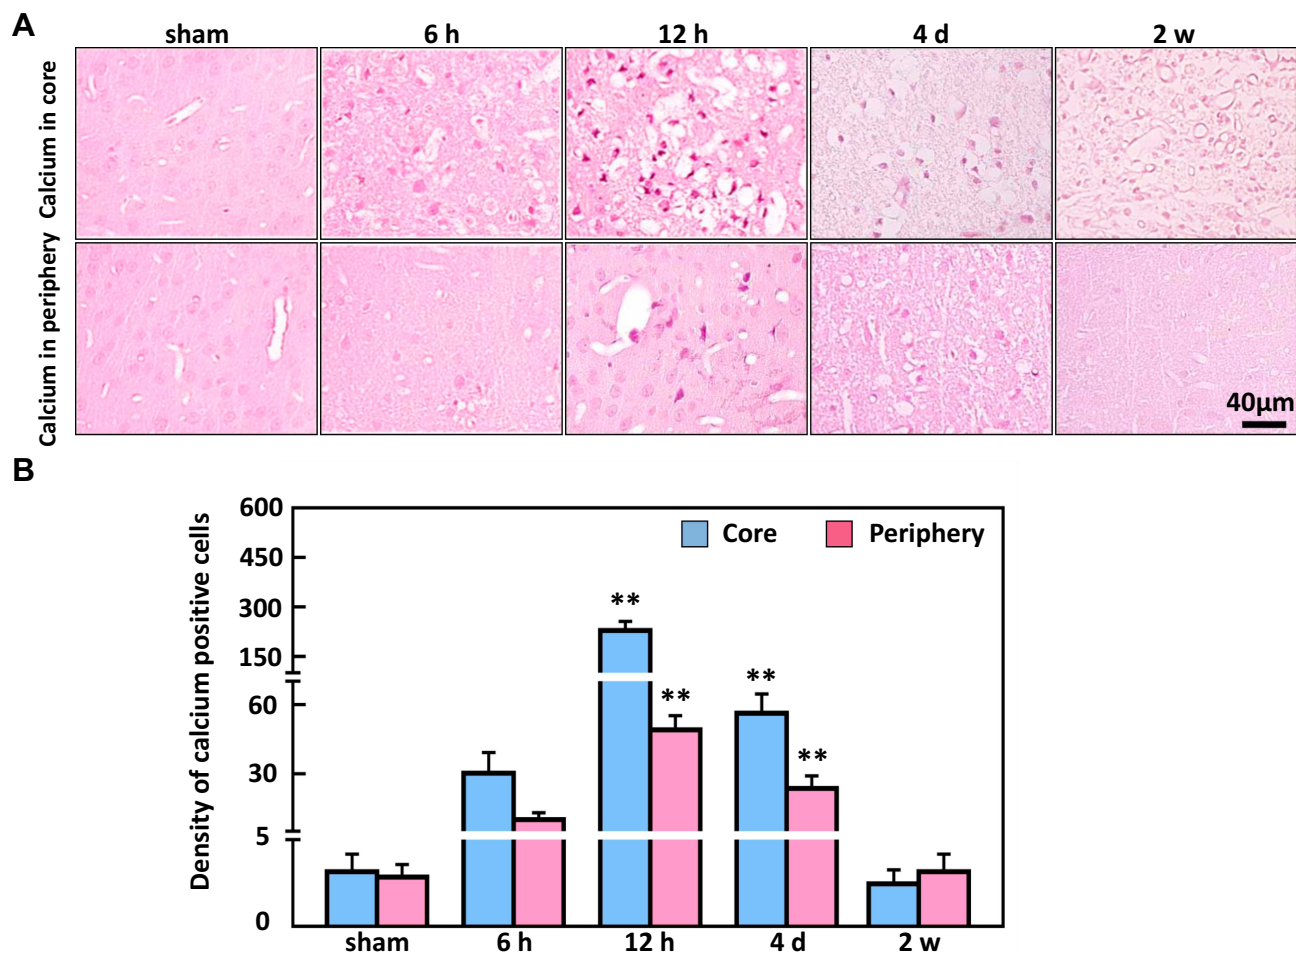 A
sham 6 h 12 h 4 d 2 w
Calcium in core
Calcium in periphery
40μm
B
Density of calcium positive cells
600
450
300
150
60
30
5
0
Core Periphery
**
**
**
**
sham 6 h 12 h 4 d 2 w